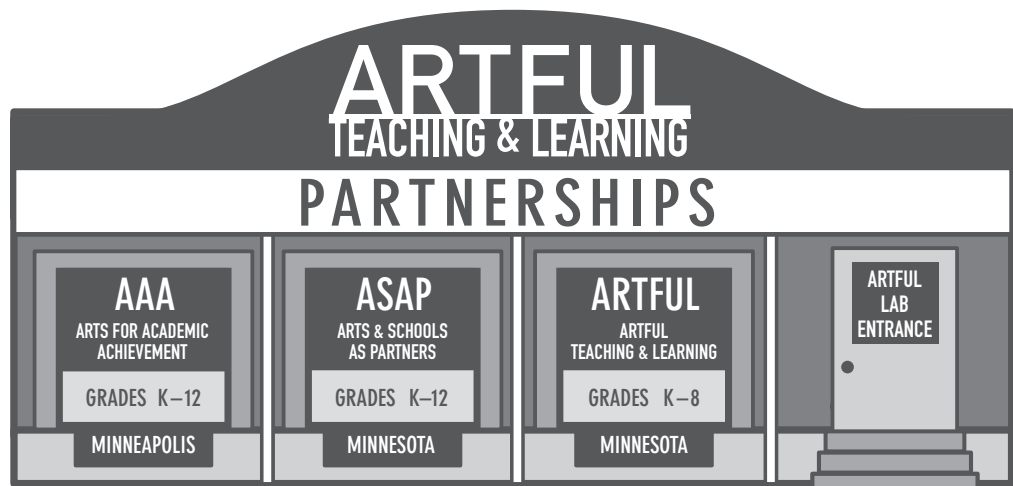 ARTFUL
TEACHING & LEARNING
PARTNERSHIPS
AAA
ARTS FOR ACADEMIC
ACHIEVEMENT
GRADES K–12
MINNEAPOLIS
ASAP
ARTS & SCHOOLS
AS PARTNERS
GRADES K–12
MINNESOTA
ARTFUL
ARTFUL
TEACHING & LEARNING
GRADES K–8
MINNESOTA
ARTFUL
LAB
ENTRANCE